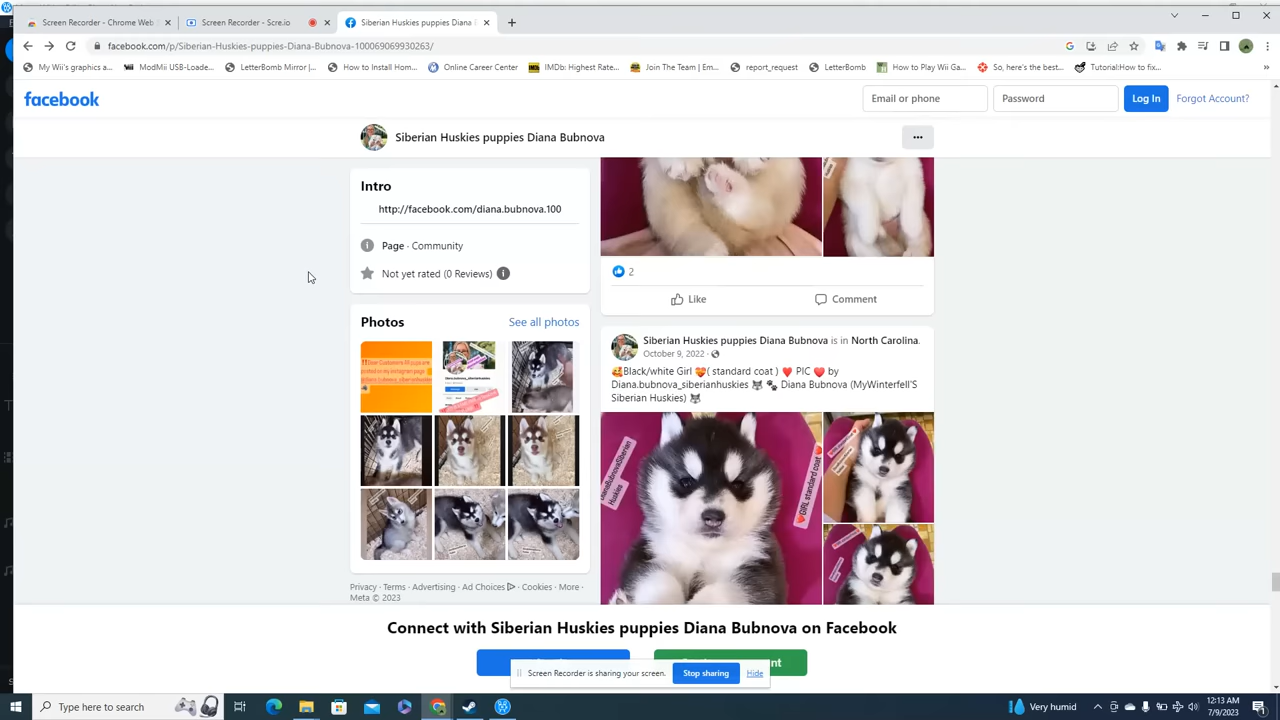 Screen Recorder - Chrome Web
Screen Recorder - Scre.io
Siberian Huskies puppies Diana
facebook.com/p/Siberian-Huskies-puppies-Diana-Bubnova-100069069930263/
My Wii's graphics a...
ModMii USB-Loade...
LetterBomb Mirror |...
How to Install Hom...
Online Career Center
IMDb: Highest Rate...
Join The Team | Em...
report_request
LetterBomb
How to Play Wii Ga...
So, here's the best...
Tutorial:How to fix...
»
facebook
Email or phone
Password
Log In
Forgot Account?
Siberian Huskies puppies Diana Bubnova
Intro
http://facebook.com/diana.bubnova.100
Page · Community
Not yet rated (0 Reviews)
Photos
See all photos
Privacy · Terms · Advertising · Ad Choices · Cookies · More ·
Meta © 2023
2
Like
Comment
Siberian Huskies puppies Diana Bubnova is in North Carolina.
October 9, 2022 ·
🥰Black/white Girl 😍( standard coat ) ❤️ PIC ❤️ by
Diana.bubnova_siberianhuskies 🐺 🐾 Diana Bubnova (MyWinterfell'S
Siberian Huskies) 🐺
DianaBubnovaSiberian
Huskies
GIRL standard coat
Connect with Siberian Huskies puppies Diana Bubnova on Facebook
Screen Recorder is sharing your screen.
Stop sharing
Hide
nt
Type here to search
Very humid
12:13 AM
7/9/2023